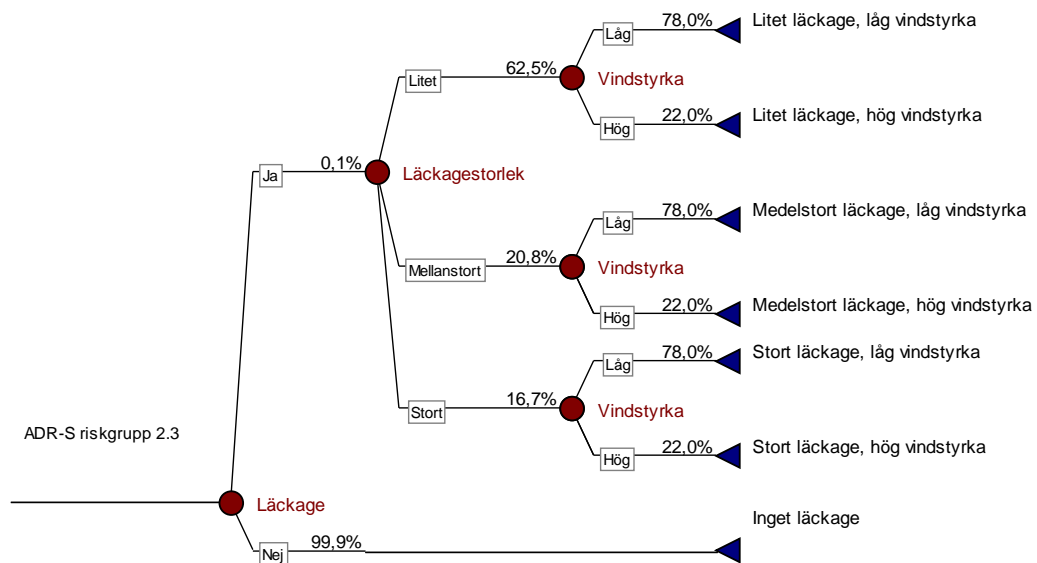 Låg
78,0%
Litet läckage, låg vindstyrka
Litet
62,5%
Vindstyrka
Hög
22,0%
Litet läckage, hög vindstyrka
Ja
0,1%
Läckagestorlek
Låg
78,0%
Medelstort läckage, låg vindstyrka
Mellanstort
20,8%
Vindstyrka
Hög
22,0%
Medelstort läckage, hög vindstyrka
Låg
78,0%
Stort läckage, låg vindstyrka
Stort
16,7%
Vindstyrka
Hög
22,0%
Stort läckage, hög vindstyrka
ADR-S riskgrupp 2.3
Läckage
Nej
99,9%
Inget läckage